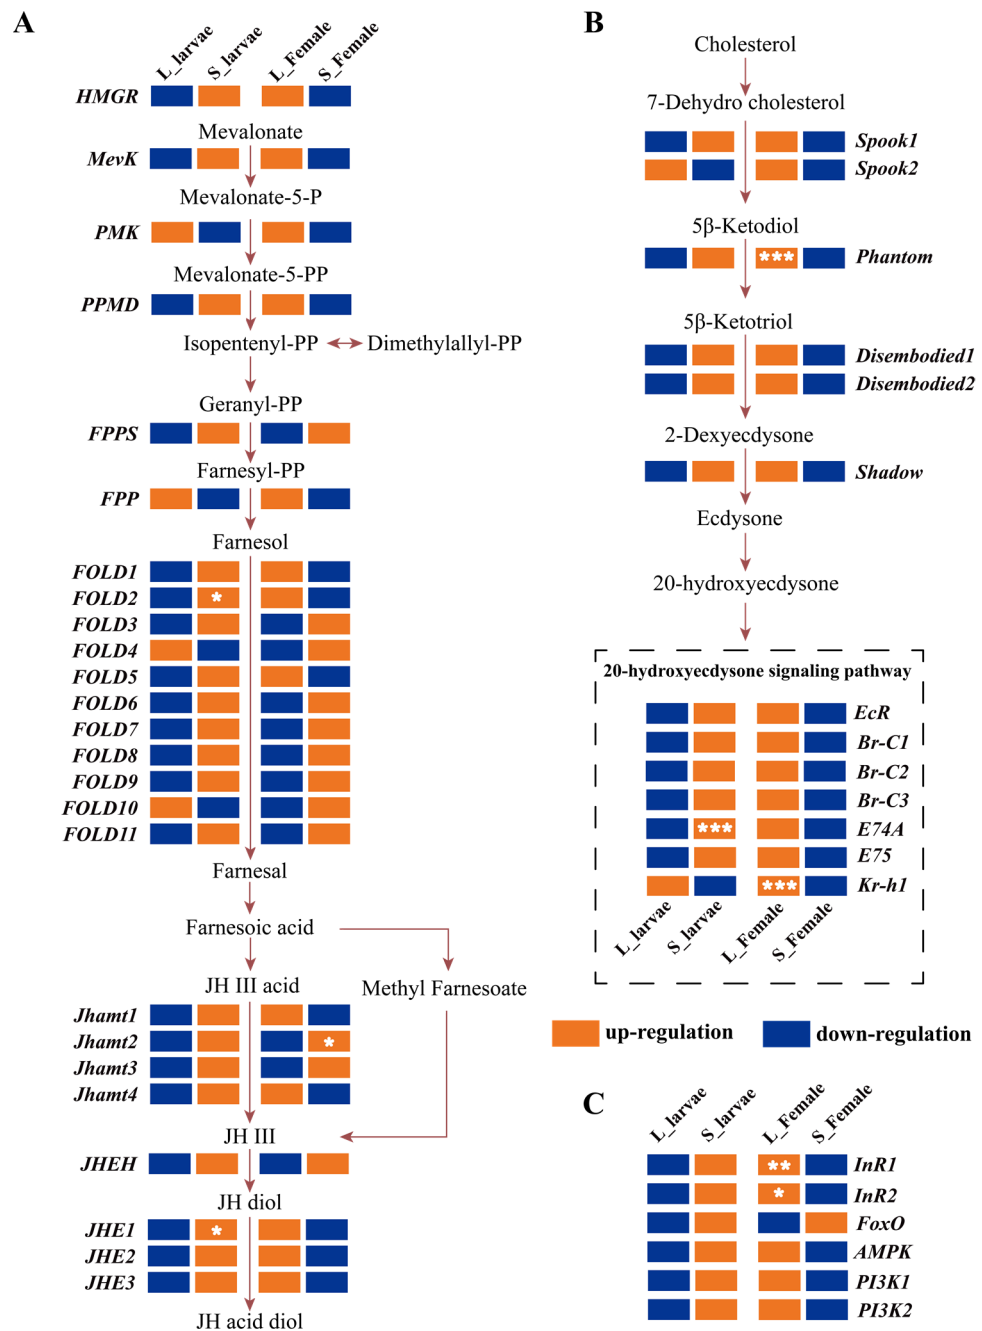 A
L_larvae
S_larvae
L_Female
S_Female
HMGR
Mevalonate
MevK
Mevalonate-5-P
PMK
Mevalonate-5-PP
PPMD
Isopentenyl-PP
Dimethylallyl-PP
Geranyl-PP
FPPS
Farnesyl-PP
FPP
Farnesol
FOLD1
FOLD2
*
FOLD3
FOLD4
FOLD5
FOLD6
FOLD7
FOLD8
FOLD9
FOLD10
FOLD11
Farnesal
Farnesoic acid
JH III acid
Methyl Farnesoate
Jhamt1
Jhamt2
*
Jhamt3
Jhamt4
JH III
JHEH
JH diol
JHE1
*
JHE2
JHE3
JH acid diol
B
Cholesterol
7-Dehydro cholesterol
Spook1
Spook2
5β-Ketodiol
***
Phantom
5β-Ketotriol
Disembodied1
Disembodied2
2-Dexyecdysone
Shadow
Ecdysone
20-hydroxyecdysone
20-hydroxyecdysone signaling pathway
EcR
Br-C1
Br-C2
Br-C3
***
E74A
E75
***
Kr-h1
L_larvae
S_larvae
L_Female
S_Female
up-regulation
down-regulation
C
L_larvae
S_larvae
L_Female
S_Female
**
InR1
*
InR2
FoxO
AMPK
PI3K1
PI3K2